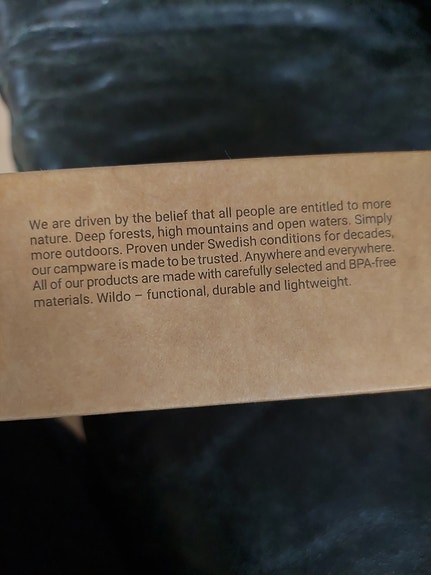 We are driven by the belief that all people are entitled to more
nature. Deep forests, high mountains and open waters. Simply
more outdoors. Proven under Swedish conditions for decades,
our campware is made to be trusted. Anywhere and everywhere.
All of our products are made with carefully selected and BPA-free
materials. Wildo – functional, durable and lightweight.